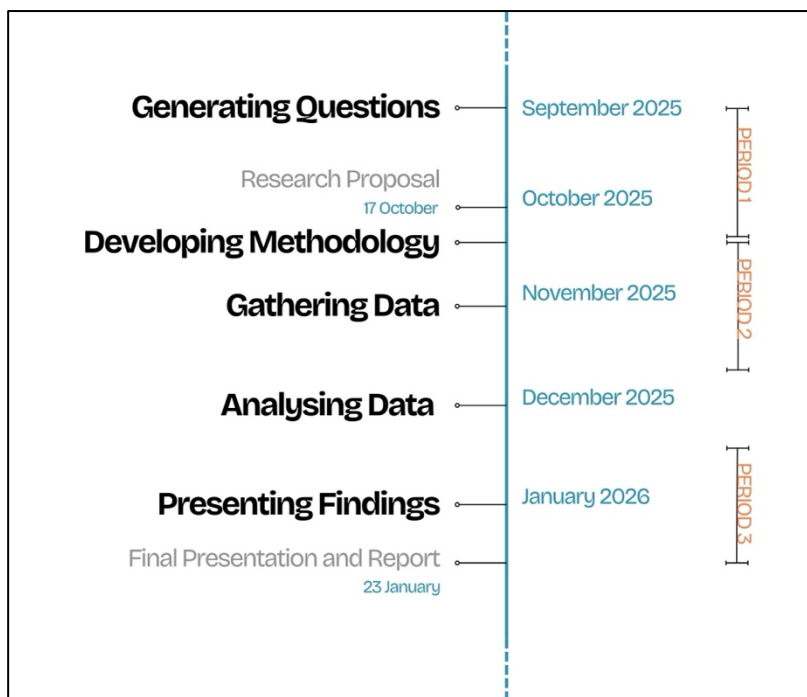 Generating Questions
September 2025
Research Proposal
17 October
October 2025
Developing Methodology
Gathering Data
November 2025
Analysing Data
December 2025
Presenting Findings
January 2026
Final Presentation and Report
23 January
PERIOD 1
PERIOD 2
PERIOD 3